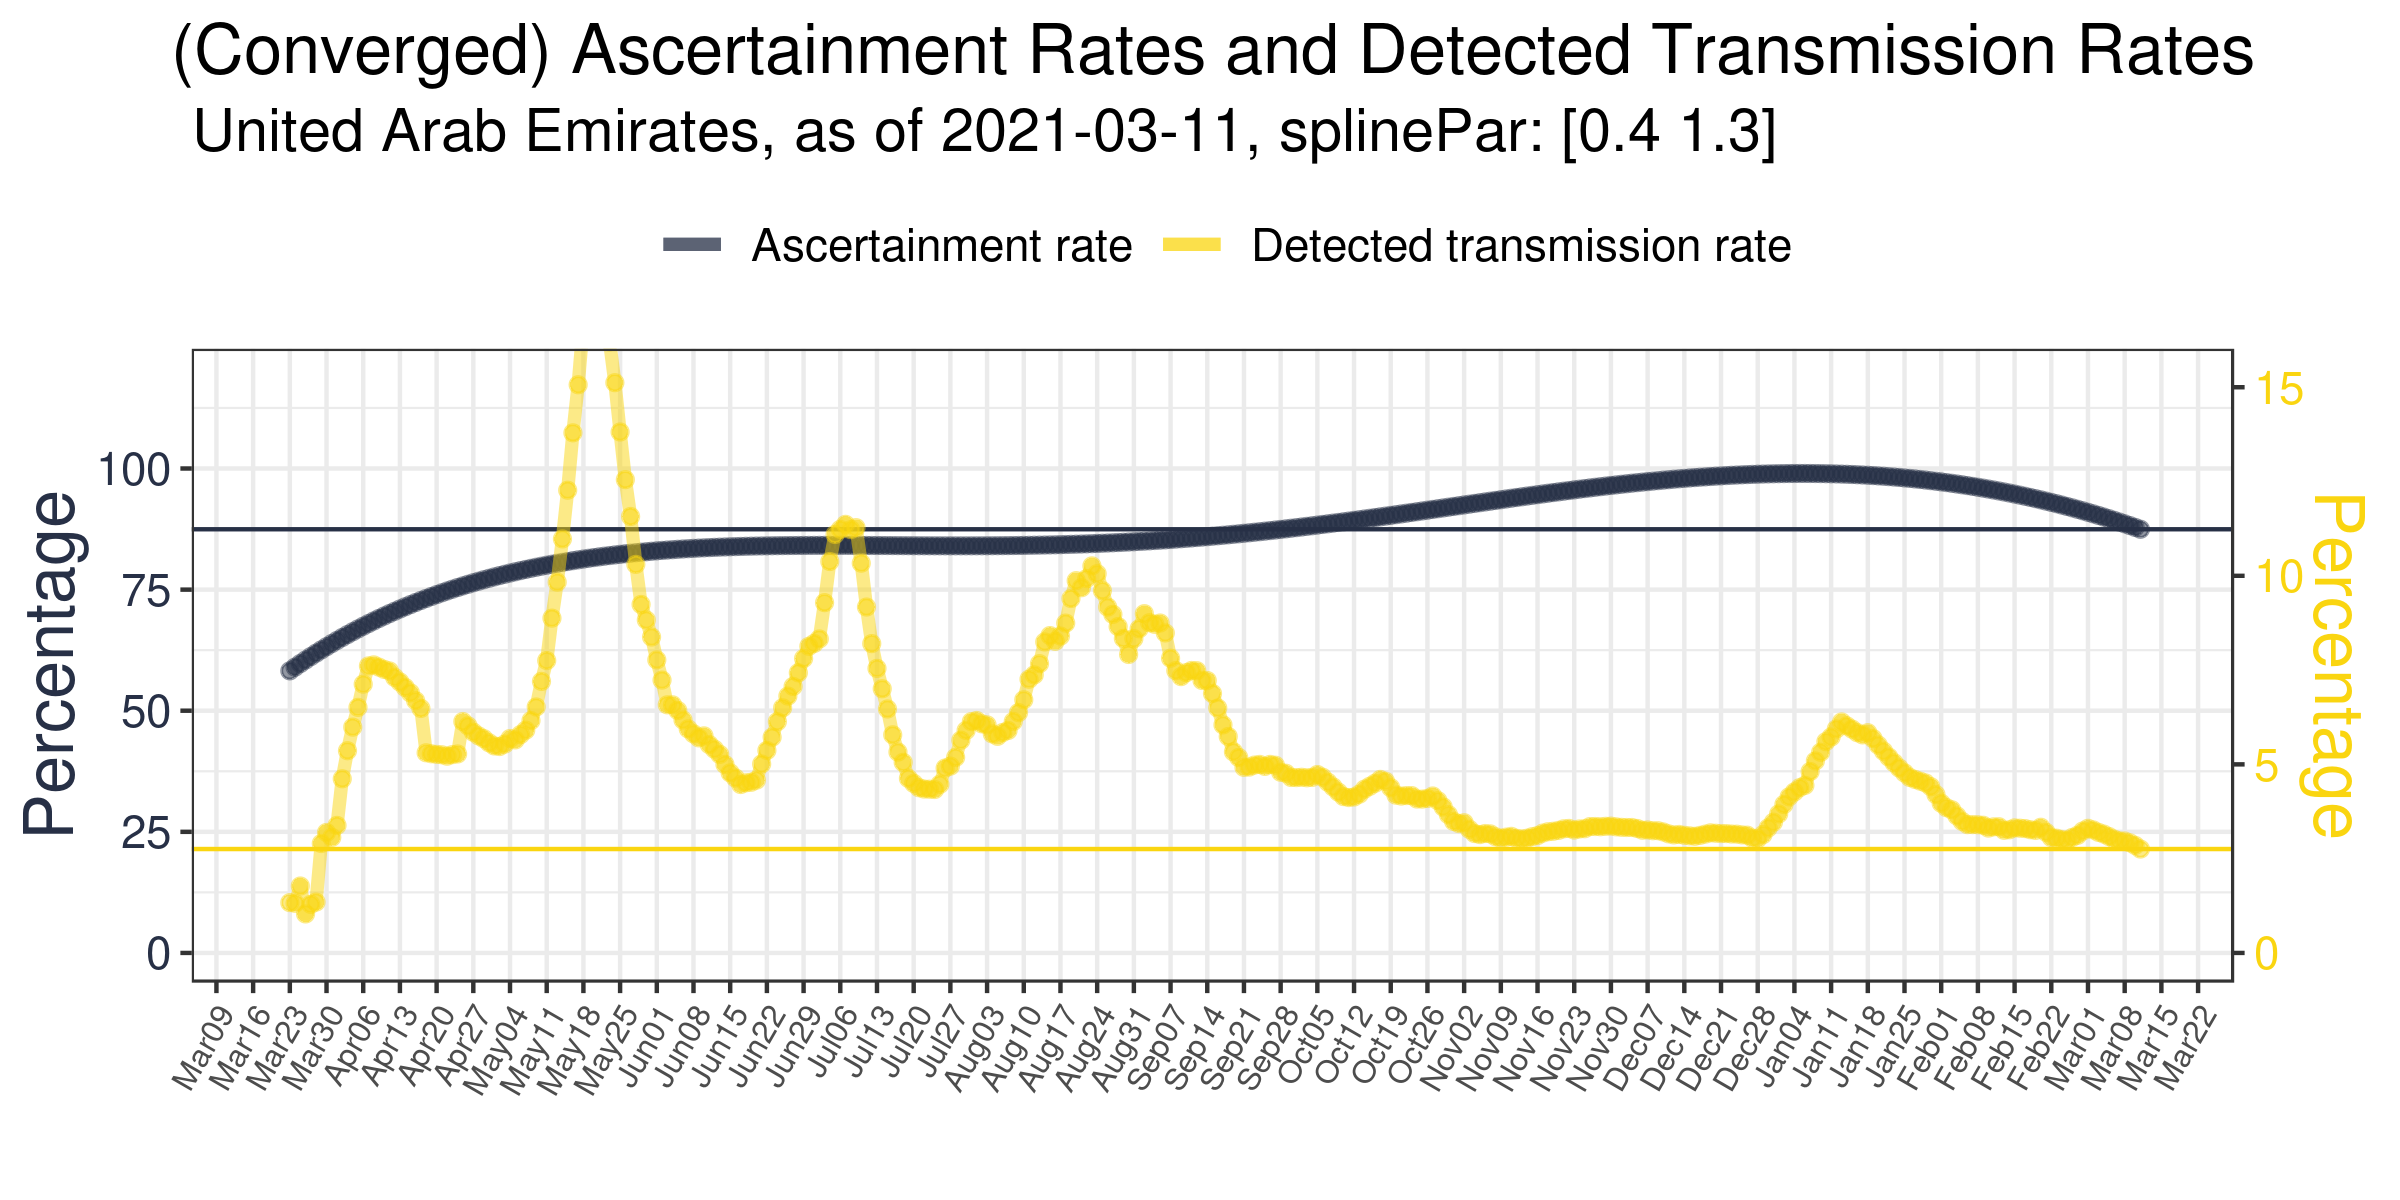 (Converged) Ascertainment Rates and Detected Transmission Rates
United Arab Emirates, as of 2021-03-11, splinePar: [0.4 1.3]
Ascertainment rate Detected transmission rate
Percentage
100
75
50
25
0
15
10
5
0
Percentage
Mar09 Mar16 Mar23 Mar30 Apr06 Apr13 Apr20 Apr27 May04 May11 May18 May25 Jun01 Jun08 Jun15 Jun22 Jun29 Jul06 Jul13 Jul20 Jul27 Aug03 Aug10 Aug17 Aug24 Aug31 Sep07 Sep14 Sep21 Sep28 Oct05 Oct12 Oct19 Oct26 Nov02 Nov09 Nov16 Nov23 Nov30 Dec07 Dec14 Dec21 Dec28 Jan04 Jan11 Jan18 Jan25 Feb01 Feb08 Feb15 Feb22 Mar01 Mar08 Mar15 Mar22